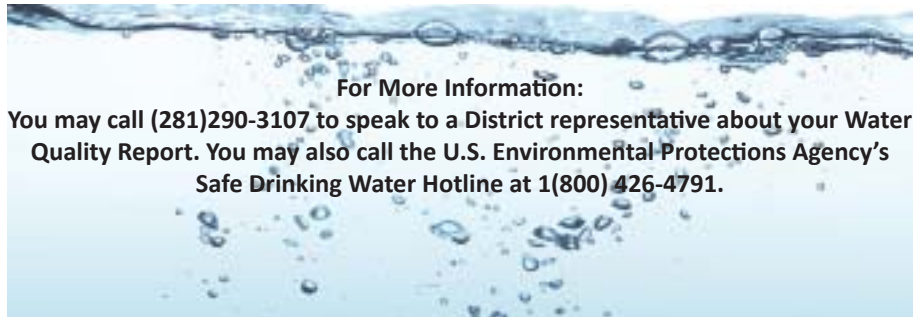 For More Information:
You may call (281)290-3107 to speak to a District representative about your Water
Quality Report. You may also call the U.S. Environmental Protections Agency's
Safe Drinking Water Hotline at 1(800) 426-4791.